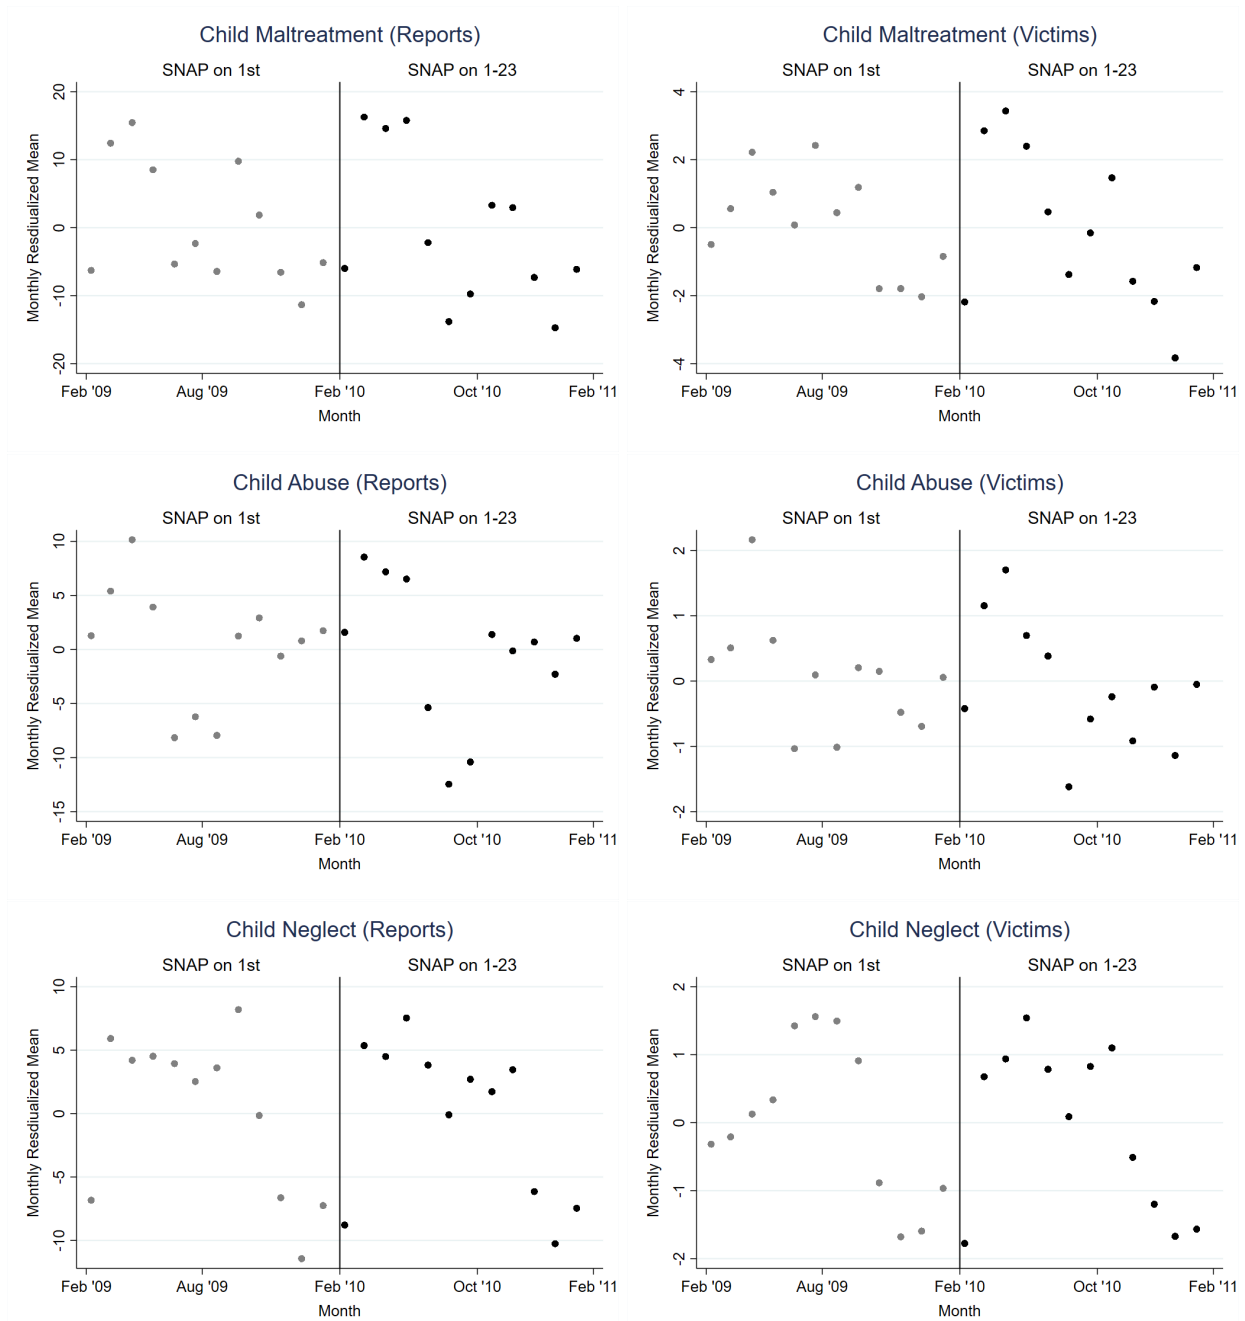 Child Maltreatment (Reports)
SNAP on 1st SNAP on 1-23
Monthly Resdiualized Mean
20
10
0
-10
-20
Feb '09 Aug '09 Feb '10 Oct '10 Feb '11
Month
Child Maltreatment (Victims)
SNAP on 1st SNAP on 1-23
Monthly Resdiualized Mean
4
2
0
-2
-4
Feb '09 Aug '09 Feb '10 Oct '10 Feb '11
Month
Child Abuse (Reports)
SNAP on 1st SNAP on 1-23
Monthly Resdiualized Mean
10
5
0
-5
-10
-15
Feb '09 Aug '09 Feb '10 Oct '10 Feb '11
Month
Child Abuse (Victims)
SNAP on 1st SNAP on 1-23
Monthly Resdiualized Mean
2
1
0
-1
-2
Feb '09 Aug '09 Feb '10 Oct '10 Feb '11
Month
Child Neglect (Reports)
SNAP on 1st SNAP on 1-23
Monthly Resdiualized Mean
10
5
0
-5
-10
Feb '09 Aug '09 Feb '10 Oct '10 Feb '11
Month
Child Neglect (Victims)
SNAP on 1st SNAP on 1-23
Monthly Resdiualized Mean
2
1
0
-1
-2
Feb '09 Aug '09 Feb '10 Oct '10 Feb '11
Month